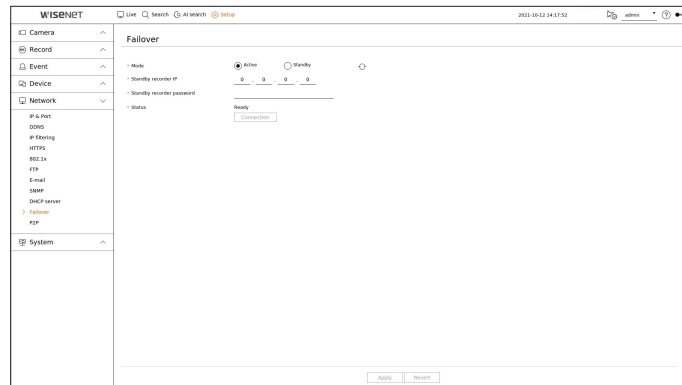 WISENET
Live Search AI search Setup 2021-10-12 14:17:52 admin
Camera
Record
Event
Device
Network
IP & Port
DDNS
IP filtering
HTTPS
802.1x
FTP
E-mail
SNMP
DHCP server
Failover
P2P
System
Failover
Mode Active Standby
Standby recorder IP 0 . 0 . 0 . 0
Standby recorder password
Status Ready
Connection
Apply Revert